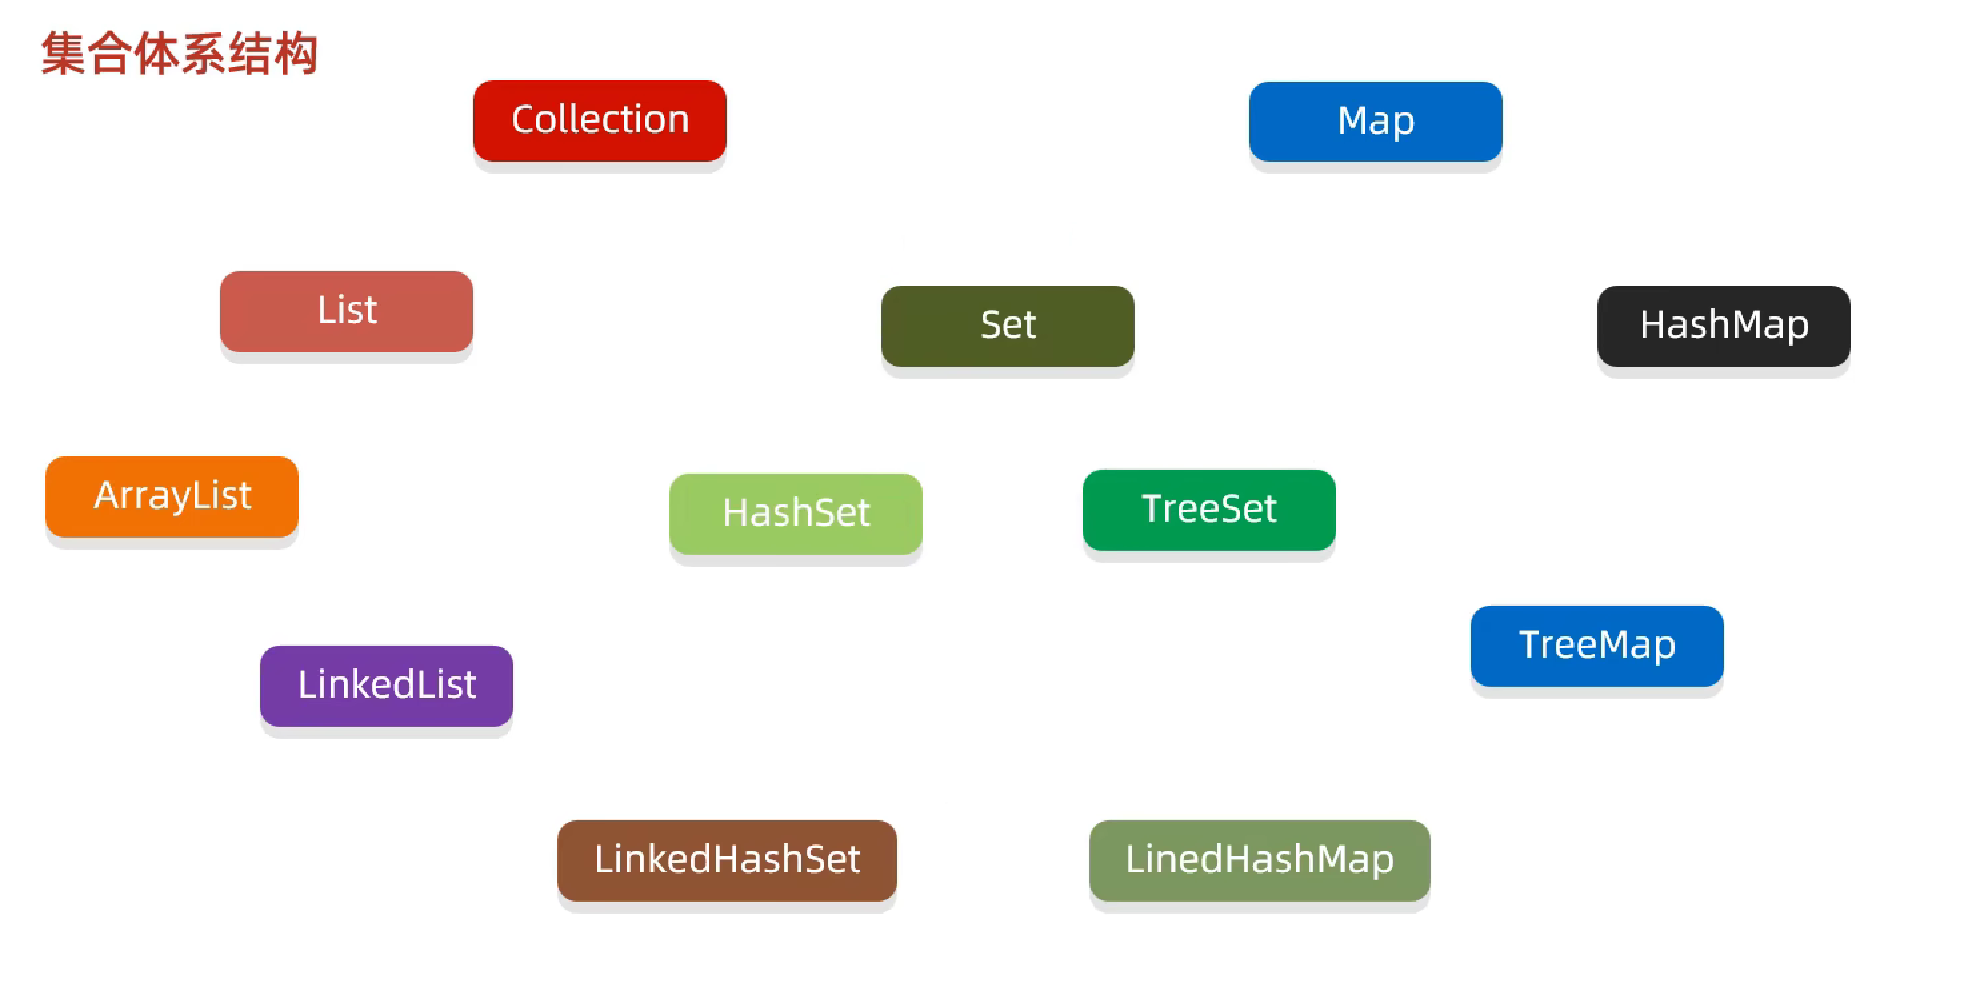 集合体系结构
Collection
Map
List
Set
HashMap
ArrayList
HashSet
TreeSet
TreeMap
LinkedList
LinkedHashSet
LinedHashMap